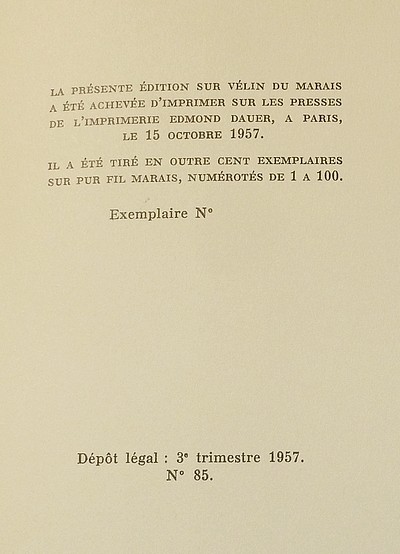 LA PRÉSENTE ÉDITION SUR VÉLIN DU MARAIS
A ÉTÉ ACHEVÉE D'IMPRIMER SUR LES PRESSES
DE L'IMPRIMERIE EDMOND DAUER, A PARIS,
LE 15 OCTOBRE 1957.
IL A ÉTÉ TIRÉ EN OUTRE CENT EXEMPLAIRES
SUR PUR FIL MARAIS, NUMÉROTÉS DE 1 A 100.
Exemplaire N°
Dépôt légal : 3e trimestre 1957.
N° 85.